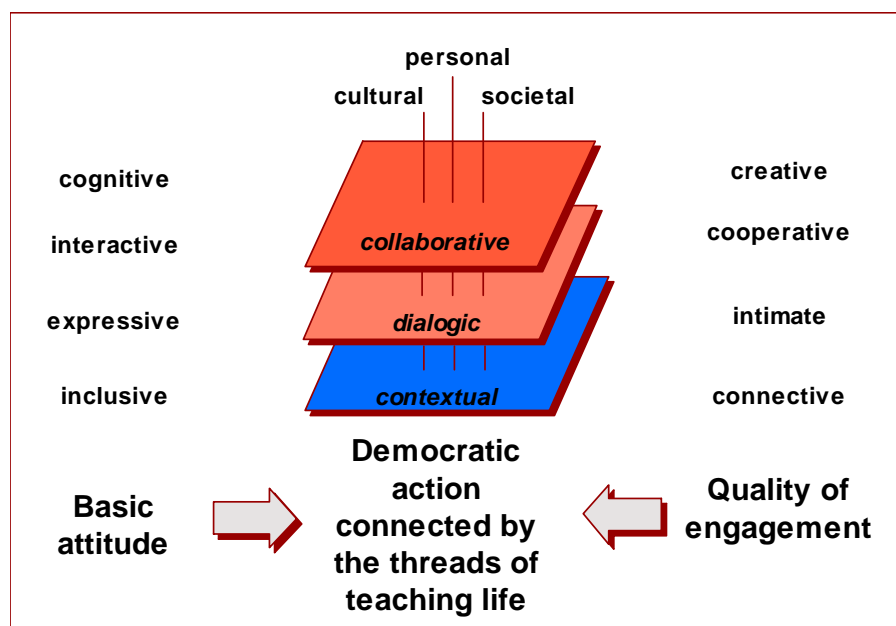 personal
cultural societal
cognitive creative
interactive collaborative cooperative
expressive dialogic intimate
inclusive contextual connective
Basic
attitude
Democratic
action
connected by
the threads of
teaching life
Quality of
engagement